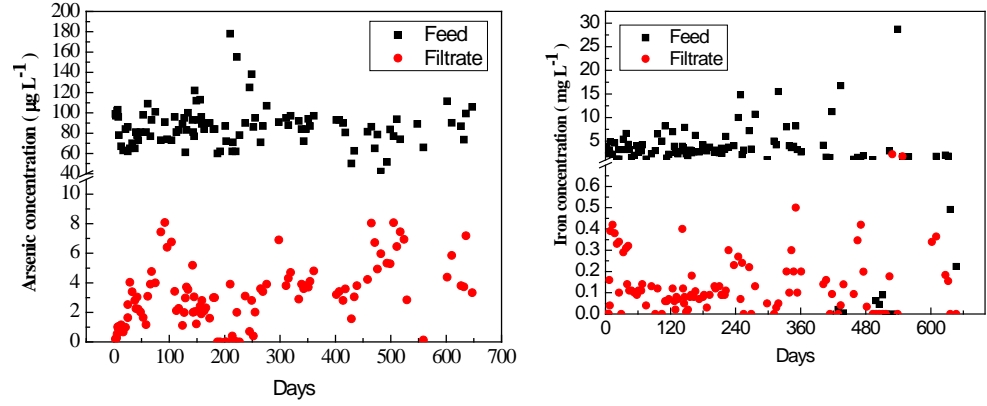 Arsenic concentration ( µg L⁻¹ )
200
180
160
140
120
100
80
60
40
10
8
6
4
2
0
Feed
Filtrate
0 100 200 300 400 500 600 700
Days
Iron concentration ( mg L⁻¹ )
30
25
20
15
10
5
0.6
0.5
0.4
0.3
0.2
0.1
0.0
Feed
Filtrate
0 120 240 360 480 600
Days